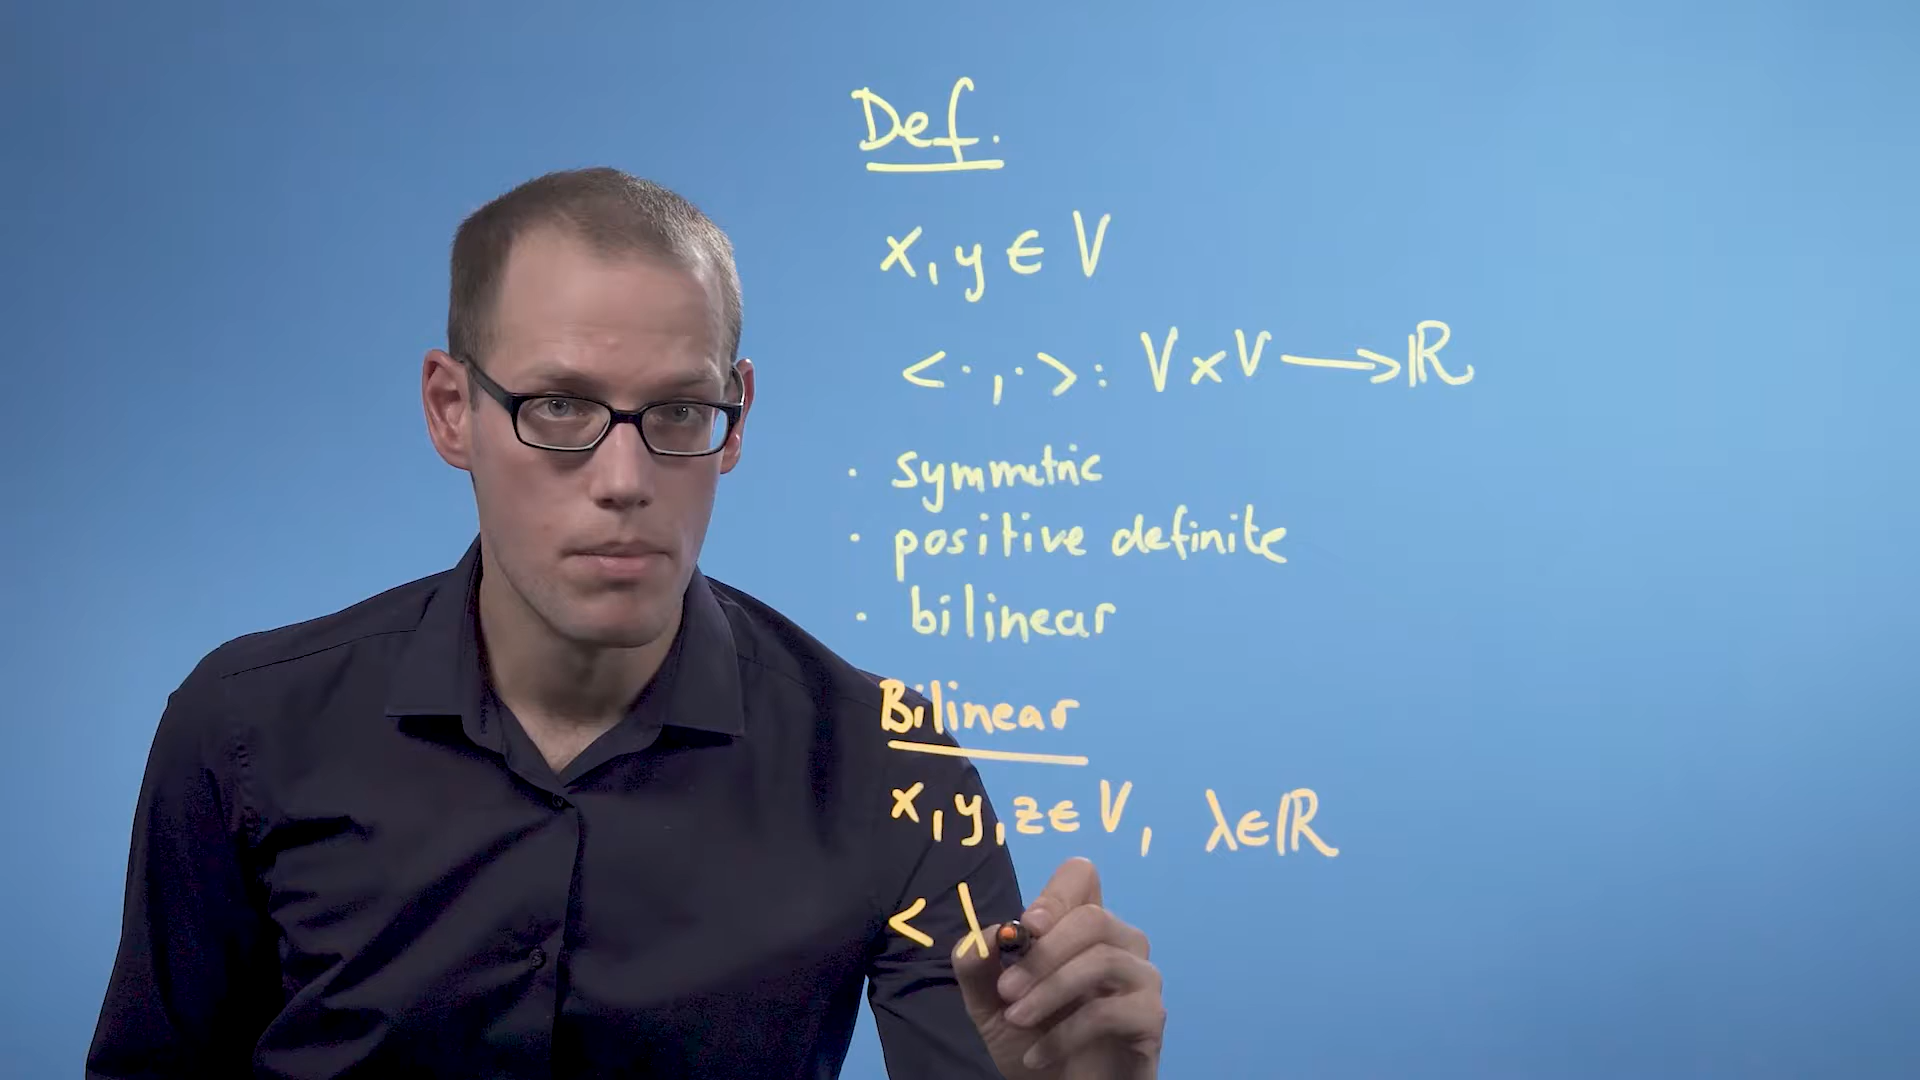 Def.
x, y ∈ V
<·,·>: V×V ⟶ ℝ
· symmetric
· positive definite
· bilinear
Bilinear
x, y, z ∈ V, λ∈ℝ
< λ